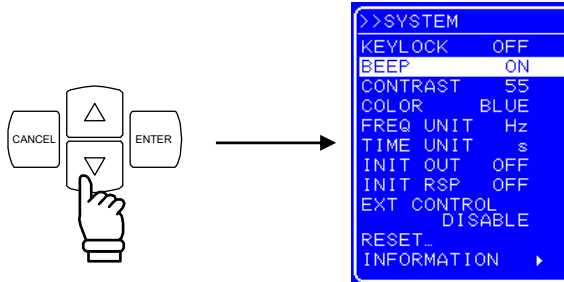 CANCEL
ENTER
>>SYSTEM
KEYLOCK OFF
BEEP ON
CONTRAST 55
COLOR BLUE
FREQ UNIT Hz
TIME UNIT s
INIT OUT OFF
INIT RSP OFF
EXT CONTROL
DISABLE
RESET…
INFORMATION